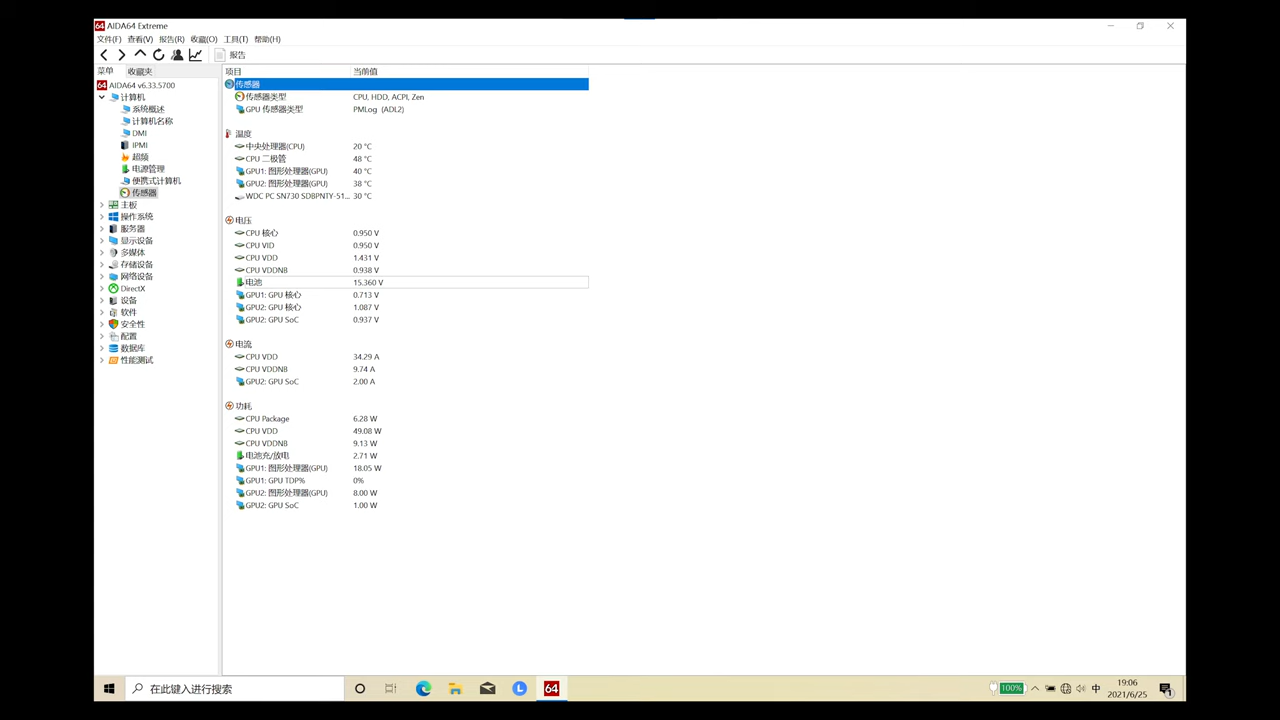 64 AIDA64 Extreme
文件(F) 查看(V) 报告(R) 收藏(O) 工具(T) 帮助(H)
报告
菜单 收藏夹
64 AIDA64 v6.33.5700
计算机
系统概述
计算机名称
DMI
IPMI
超频
电源管理
便携式计算机
传感器
主板
操作系统
服务器
显示设备
多媒体
存储设备
网络设备
DirectX
设备
软件
安全性
配置
数据库
性能测试
项目 当前值
传感器
传感器类型 CPU, HDD, ACPI, Zen
GPU 传感器类型 PMLog (ADL2)
温度
中央处理器(CPU) 20 °C
CPU 二极管 48 °C
GPU1: 图形处理器(GPU) 40 °C
GPU2: 图形处理器(GPU) 38 °C
WDC PC SN730 SDBPNTY-51... 30 °C
电压
CPU 核心 0.950 V
CPU VID 0.950 V
CPU VDD 1.431 V
CPU VDDNB 0.938 V
电池 15.360 V
GPU1: GPU 核心 0.713 V
GPU2: GPU 核心 1.087 V
GPU2: GPU SoC 0.937 V
电流
CPU VDD 34.29 A
CPU VDDNB 9.74 A
GPU2: GPU SoC 2.00 A
功耗
CPU Package 6.28 W
CPU VDD 49.08 W
CPU VDDNB 9.13 W
电池充/放电 2.71 W
GPU1: 图形处理器(GPU) 18.05 W
GPU1: GPU TDP% 0%
GPU2: 图形处理器(GPU) 8.00 W
GPU2: GPU SoC 1.00 W
在此键入进行搜索
L
64
100%
中
19:06
2021/6/25
1